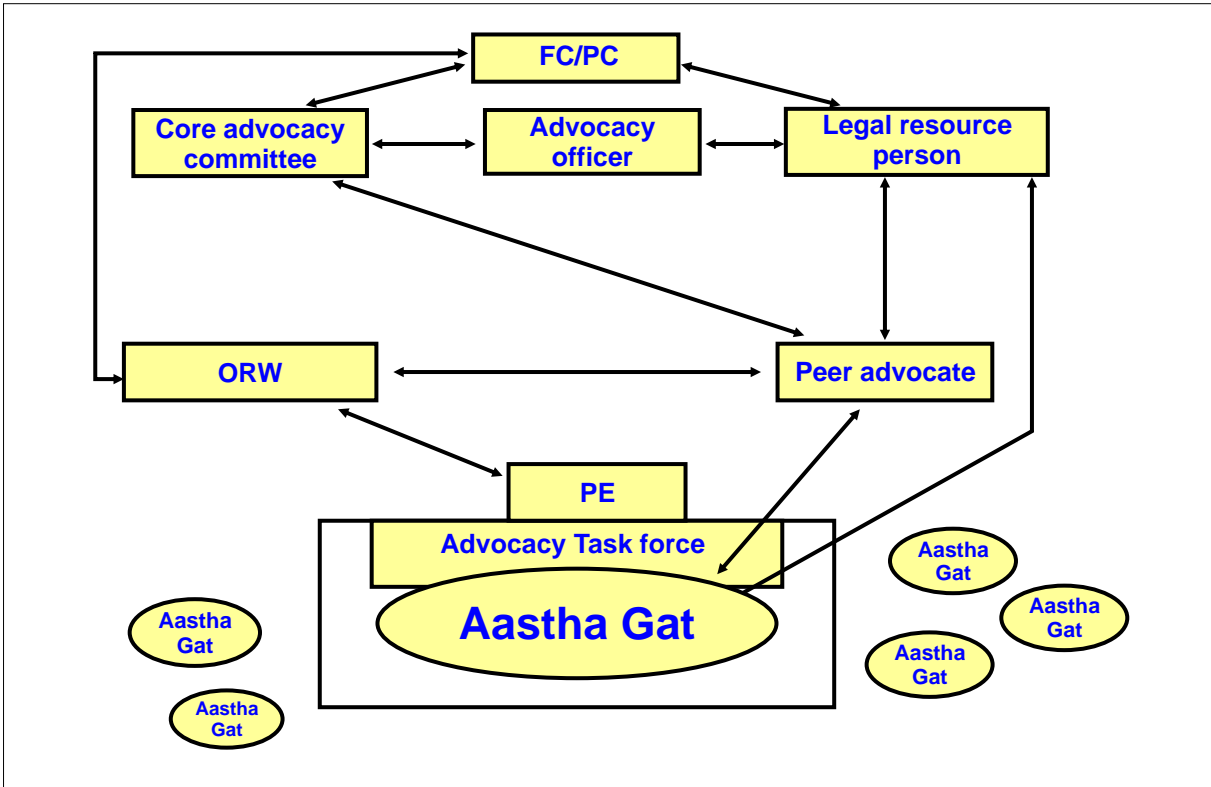 FC/PC
Core advocacy
committee
Advocacy
officer
Legal resource
person
ORW
Peer advocate
PE
Advocacy Task force
Aastha Gat
Aastha
Gat
Aastha
Gat
Aastha
Gat
Aastha
Gat
Aastha
Gat